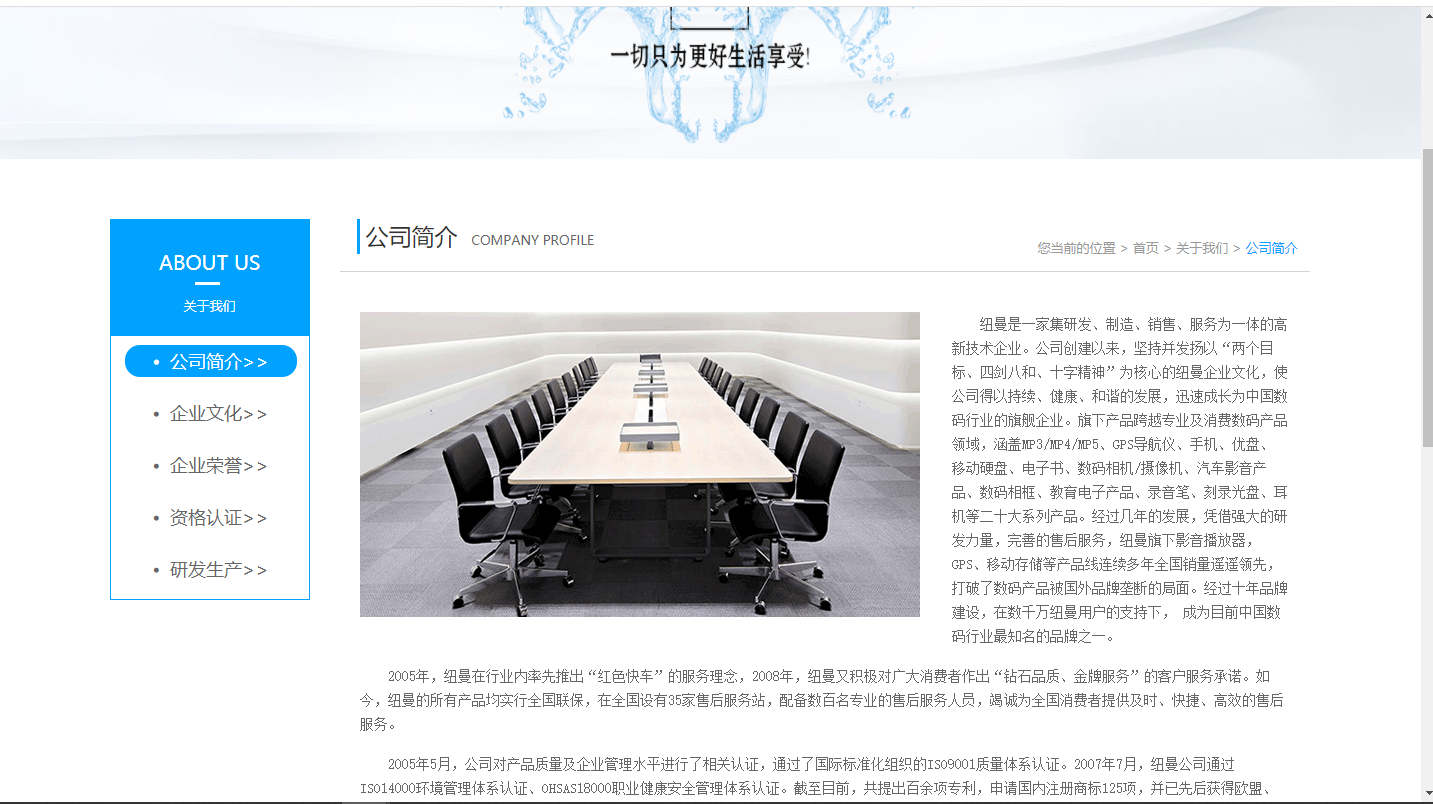 一切只为更好生活享受!
ABOUT US
关于我们
• 公司简介>>
• 企业文化>>
• 企业荣誉>>
• 资格认证>>
• 研发生产>>
公司简介 COMPANY PROFILE
您当前的位置 > 首页 > 关于我们 > 公司简介
纽曼是一家集研发、制造、销售、服务为一体的高
新技术企业。公司创建以来，坚持并发扬以“两个目
标、四剑八和、十字精神”为核心的纽曼企业文化，使
公司得以持续、健康、和谐的发展，迅速成长为中国数
码行业的旗舰企业。旗下产品跨越专业及消费数码产品
领域，涵盖MP3/MP4/MP5、GPS导航仪、手机、优盘、
移动硬盘、电子书、数码相机/摄像机、汽车影音产
品、数码相框、教育电子产品、录音笔、刻录光盘、耳
机等二十大系列产品。经过几年的发展，凭借强大的研
发力量，完善的售后服务，纽曼旗下影音播放器，
GPS、移动存储等产品线连续多年全国销量遥遥领先，
打破了数码产品被国外品牌垄断的局面。经过十年品牌
建设，在数千万纽曼用户的支持下， 成为目前中国数
码行业最知名的品牌之一。
2005年，纽曼在行业内率先推出“红色快车”的服务理念，2008年，纽曼又积极对广大消费者作出“钻石品质、金牌服务”的客户服务承诺。如
今，纽曼的所有产品均实行全国联保，在全国设有35家售后服务站，配备数百名专业的售后服务人员，竭诚为全国消费者提供及时、快捷、高效的售后
服务。
2005年5月，公司对产品质量及企业管理水平进行了相关认证，通过了国际标准化组织的ISO9001质量体系认证。2007年7月，纽曼公司通过
ISO14000环境管理体系认证、OHSAS18000职业健康安全管理体系认证。截至目前，共提出百余项专利，申请国内注册商标125项，并已先后获得欧盟、